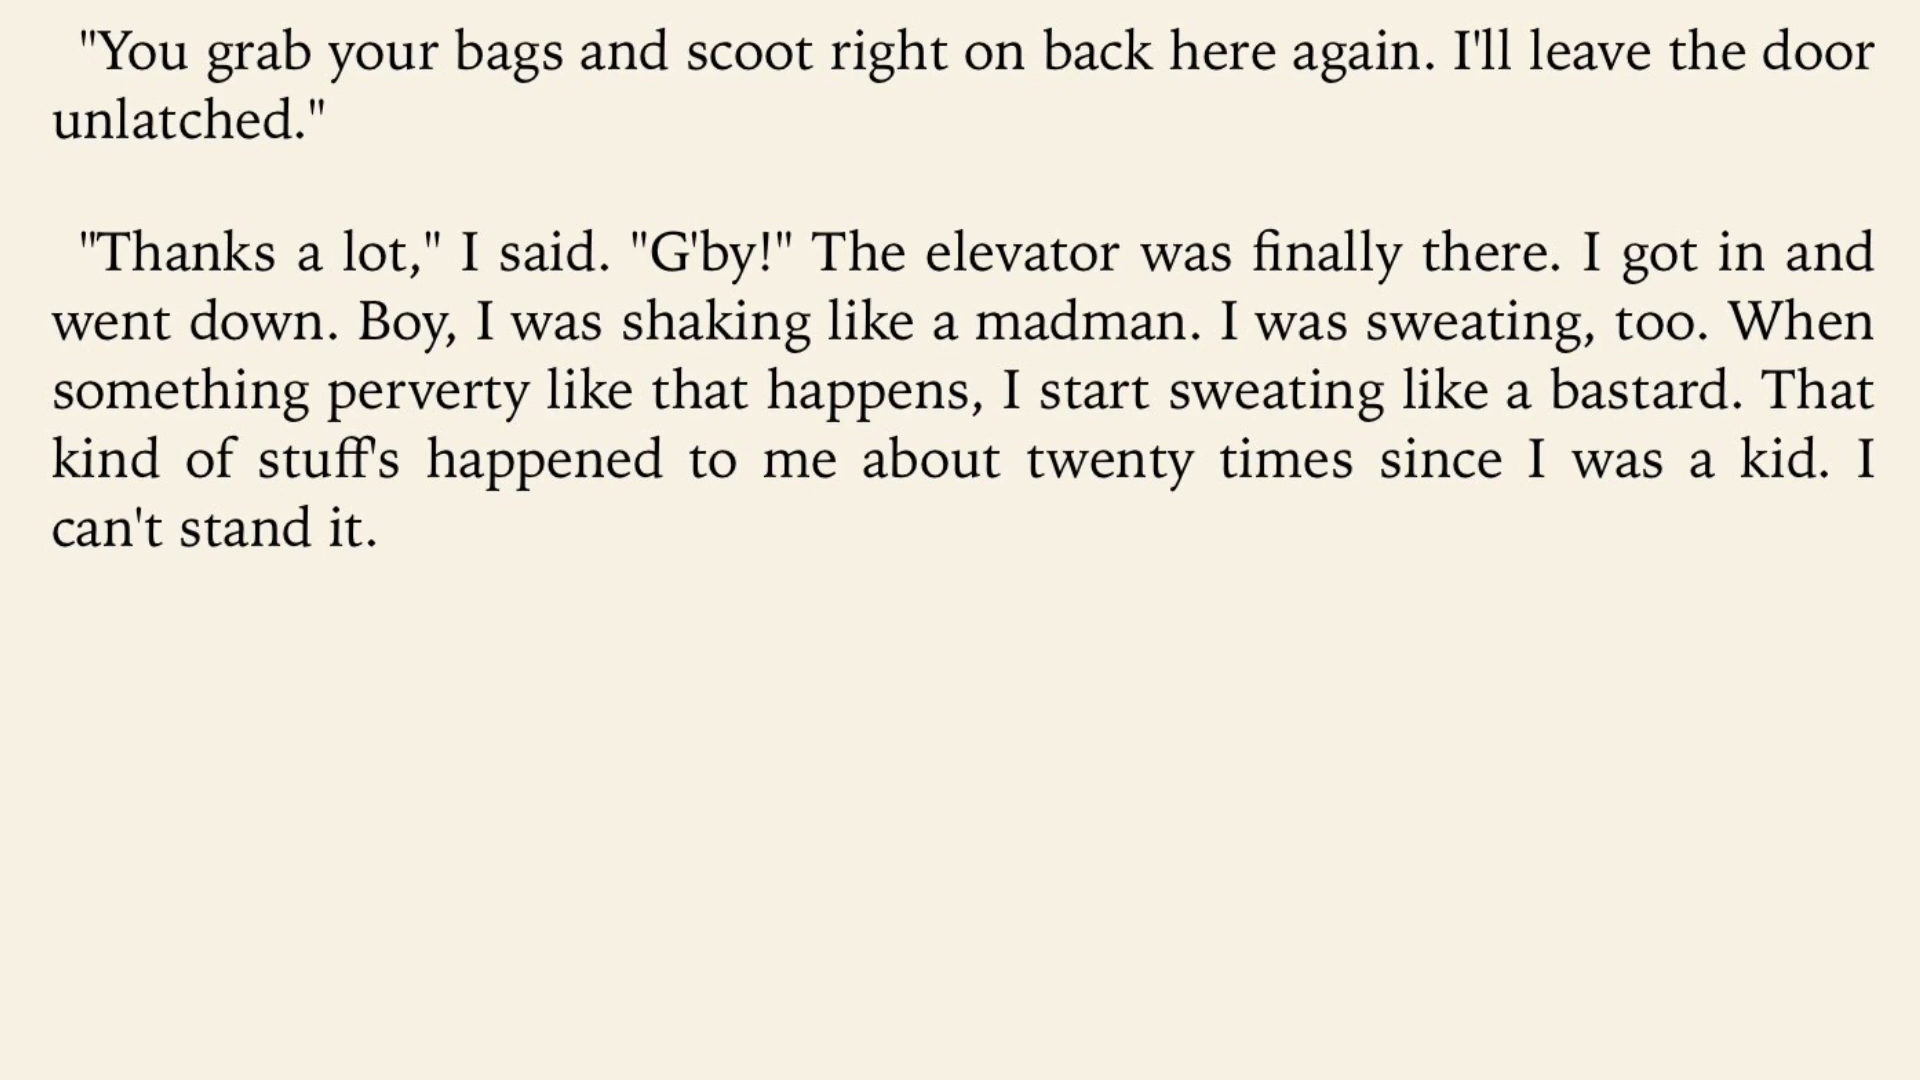 "You grab your bags and scoot right on back here again. I'll leave the door
unlatched."
"Thanks a lot," I said. "G'by!" The elevator was finally there. I got in and
went down. Boy, I was shaking like a madman. I was sweating, too. When
something perverty like that happens, I start sweating like a bastard. That
kind of stuff's happened to me about twenty times since I was a kid. I
can't stand it.